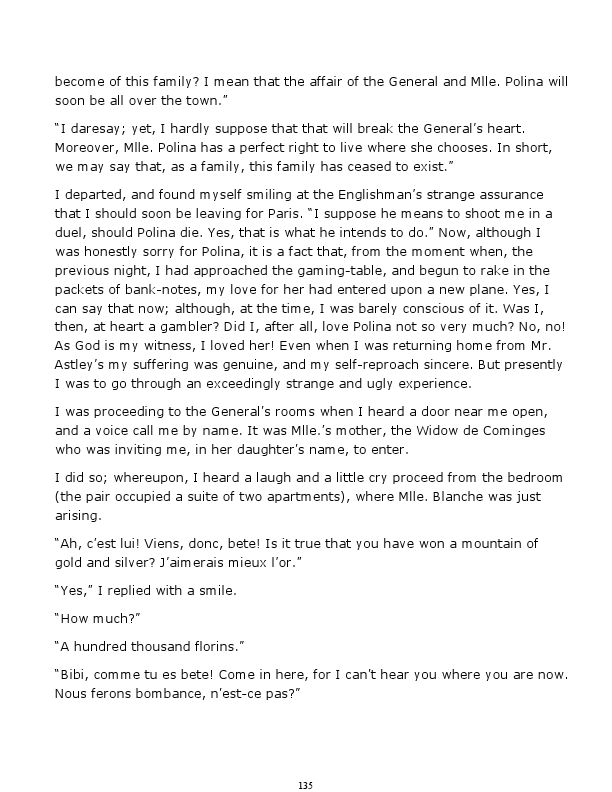 become of this family? I mean that the affair of the General and Mlle. Polina will
soon be all over the town.”
“I daresay; yet, I hardly suppose that that will break the General’s heart.
Moreover, Mlle. Polina has a perfect right to live where she chooses. In short,
we may say that, as a family, this family has ceased to exist.”
I departed, and found myself smiling at the Englishman’s strange assurance
that I should soon be leaving for Paris. “I suppose he means to shoot me in a
duel, should Polina die. Yes, that is what he intends to do.” Now, although I
was honestly sorry for Polina, it is a fact that, from the moment when, the
previous night, I had approached the gaming-table, and begun to rake in the
packets of bank-notes, my love for her had entered upon a new plane. Yes, I
can say that now; although, at the time, I was barely conscious of it. Was I,
then, at heart a gambler? Did I, after all, love Polina not so very much? No, no!
As God is my witness, I loved her! Even when I was returning home from Mr.
Astley’s my suffering was genuine, and my self-reproach sincere. But presently
I was to go through an exceedingly strange and ugly experience.
I was proceeding to the General’s rooms when I heard a door near me open,
and a voice call me by name. It was Mlle.’s mother, the Widow de Cominges
who was inviting me, in her daughter’s name, to enter.
I did so; whereupon, I heard a laugh and a little cry proceed from the bedroom
(the pair occupied a suite of two apartments), where Mlle. Blanche was just
arising.
“Ah, c’est lui! Viens, donc, bete! Is it true that you have won a mountain of
gold and silver? J’aimerais mieux l’or.”
“Yes,” I replied with a smile.
“How much?”
“A hundred thousand florins.”
“Bibi, comme tu es bete! Come in here, for I can’t hear you where you are now.
Nous ferons bombance, n’est-ce pas?”
135